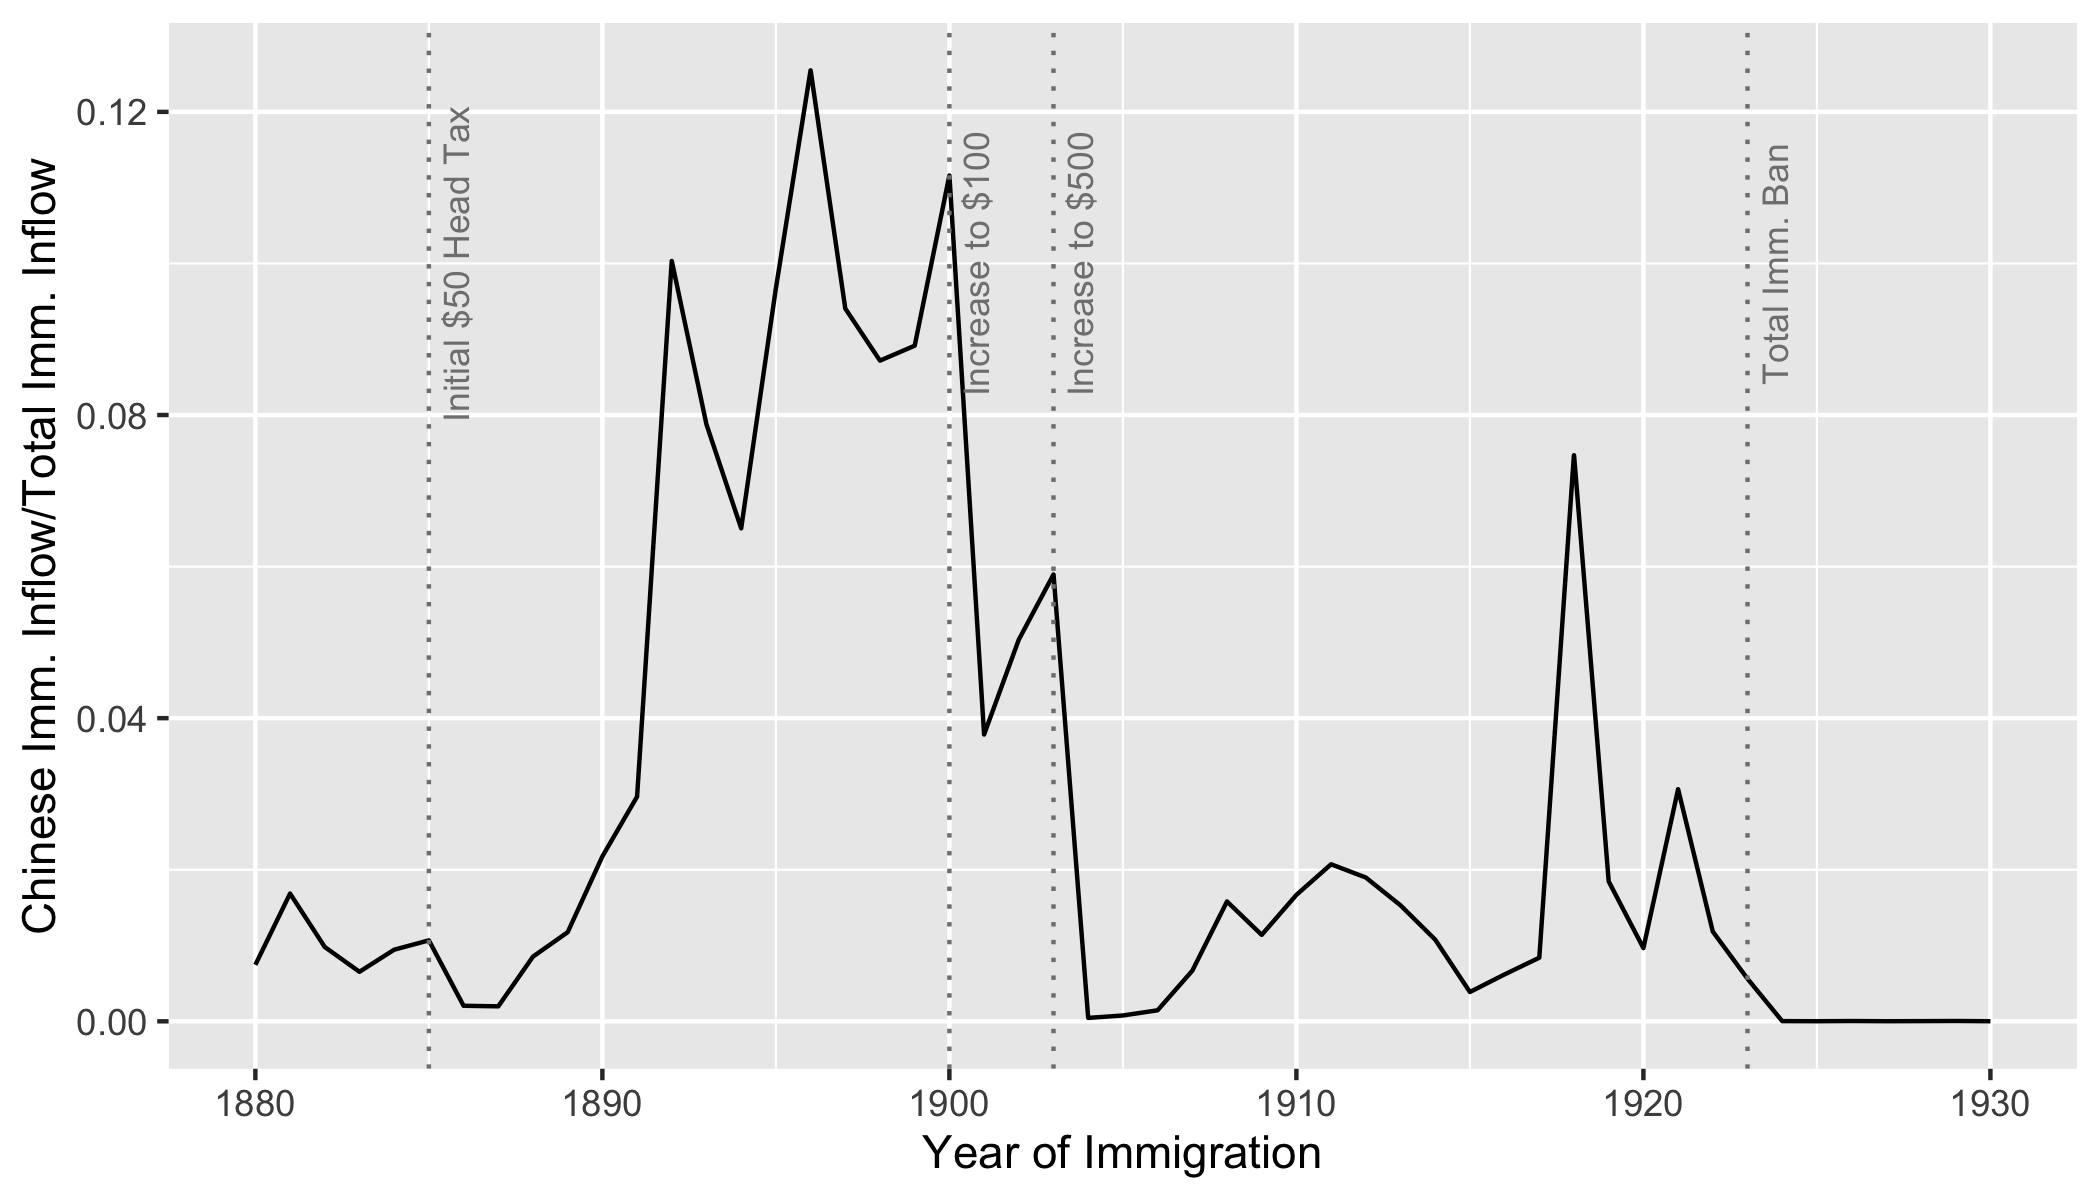 Chinese Imm. Inflow/Total Imm. Inflow
0.12
0.08
0.04
0.00
Initial $50 Head Tax
Increase to $100
Increase to $500
Total Imm. Ban
1880
1890
1900
1910
1920
1930
Year of Immigration